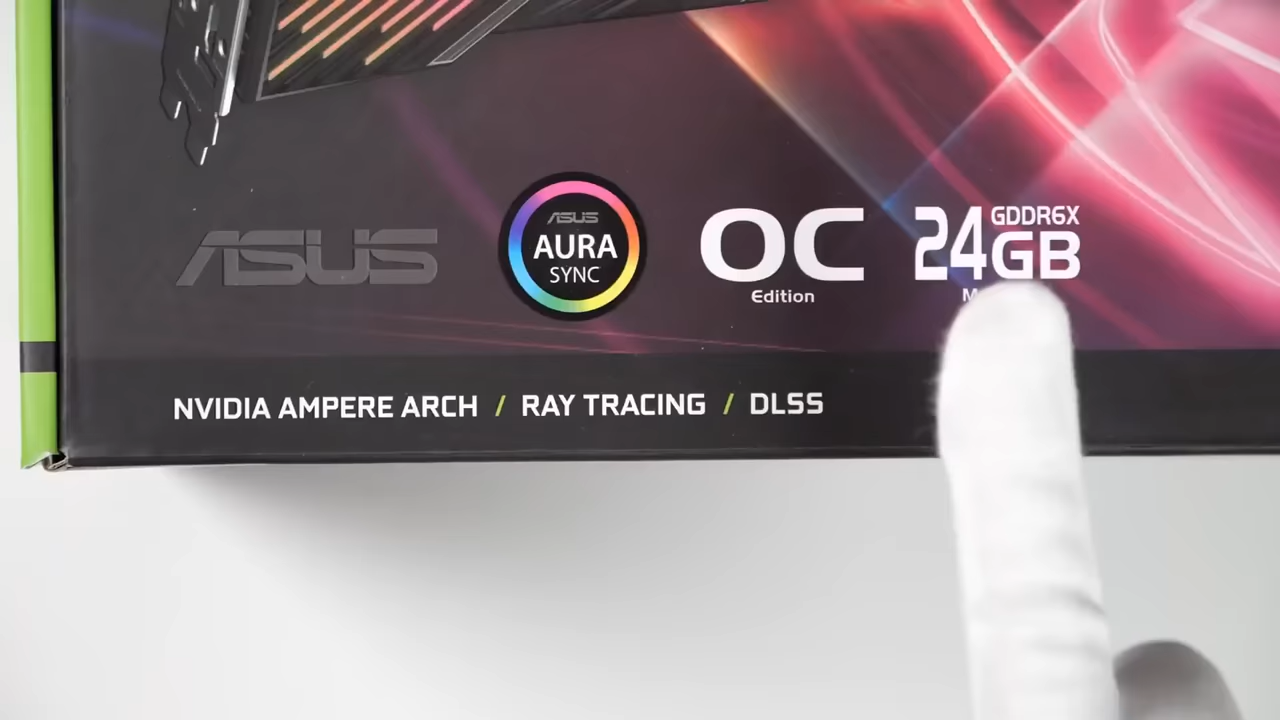 ASUS
ASUS
AURA
SYNC
OC
Edition
24GB
GDDR6X
NVIDIA AMPERE ARCH / RAY TRACING / DLSS